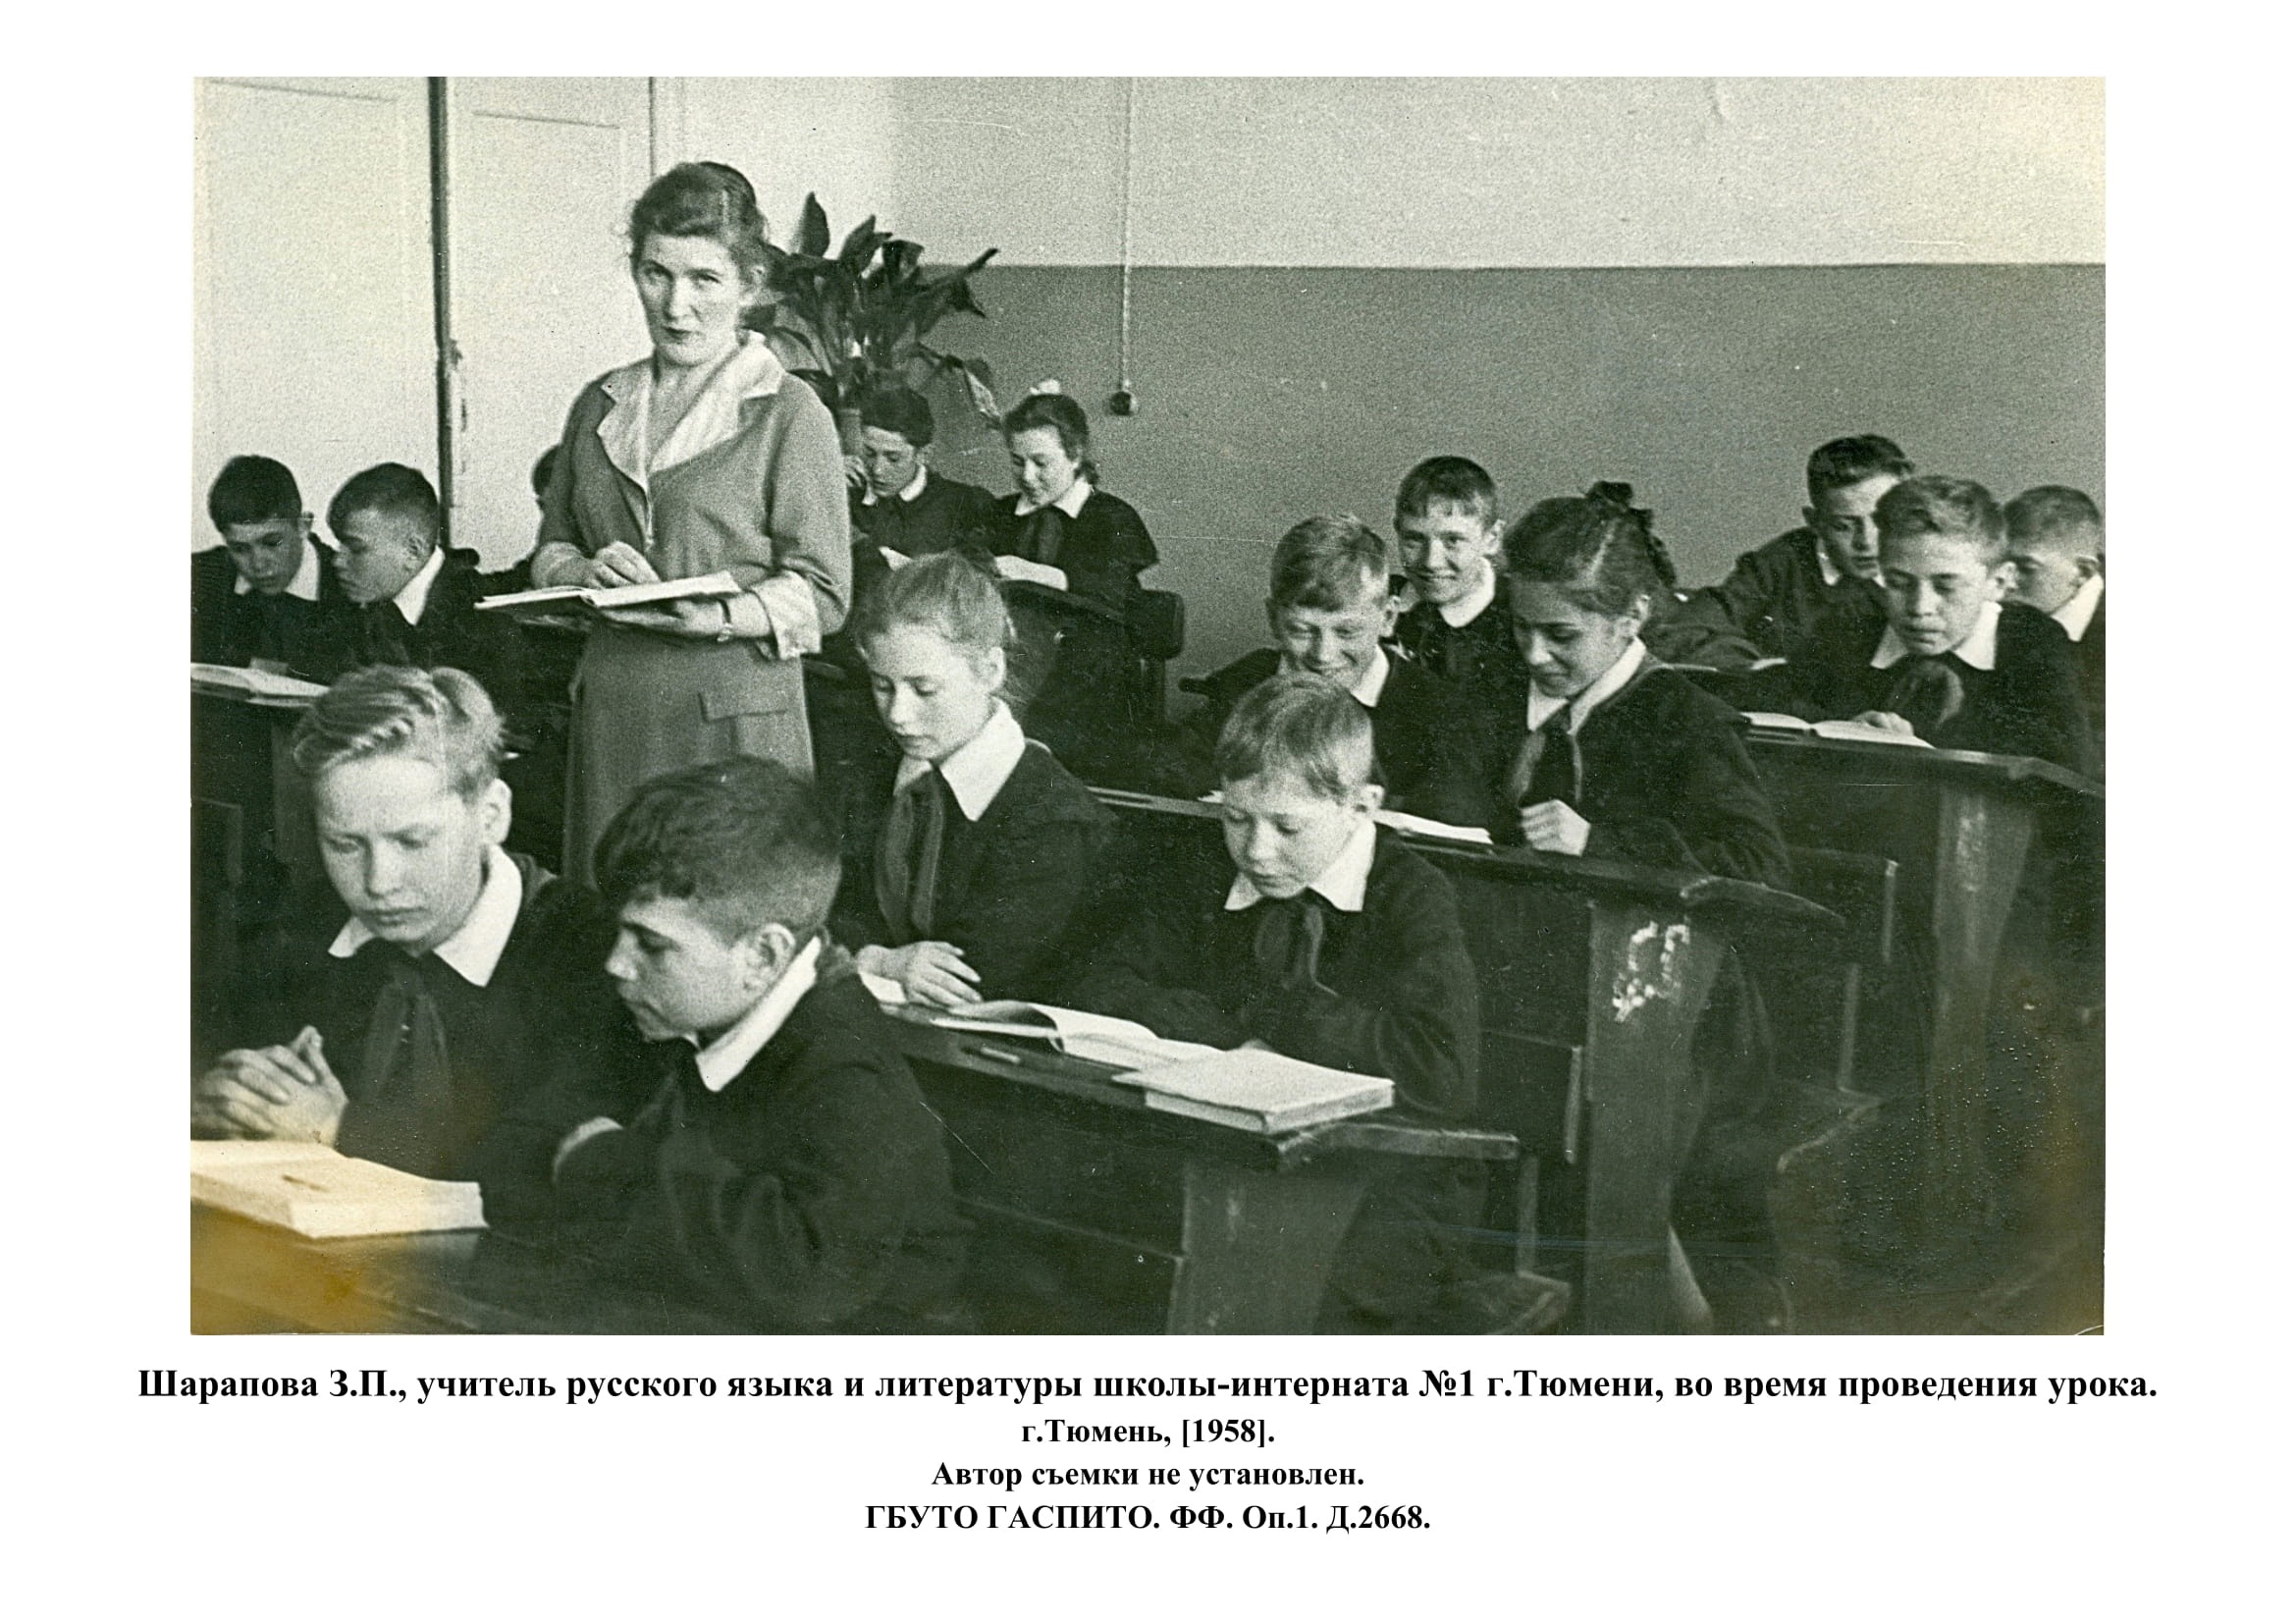 Шарапова З.П., учитель русского языка и литературы школы-интерната №1 г.Тюмени, во время проведения урока.
г.Тюмень, [1958].
Автор съемки не установлен.
ГБУТО ГАСПИТО. ФФ. Оп.1. Д.2668.